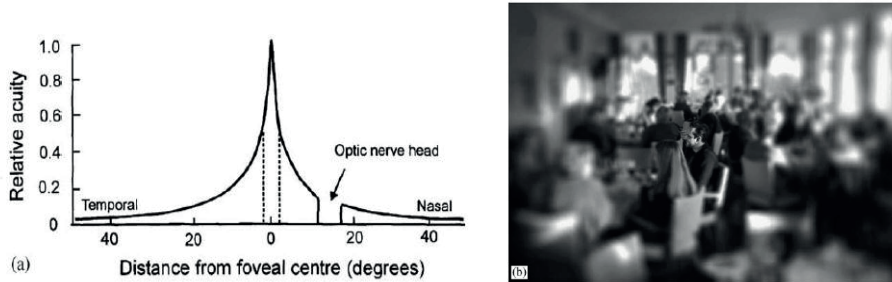 Relative acuity
1.0
0.8
0.6
0.4
0.2
0
Optic nerve head
Temporal
Nasal
40
20
0
20
40
Distance from foveal centre (degrees)
(a)
(b)